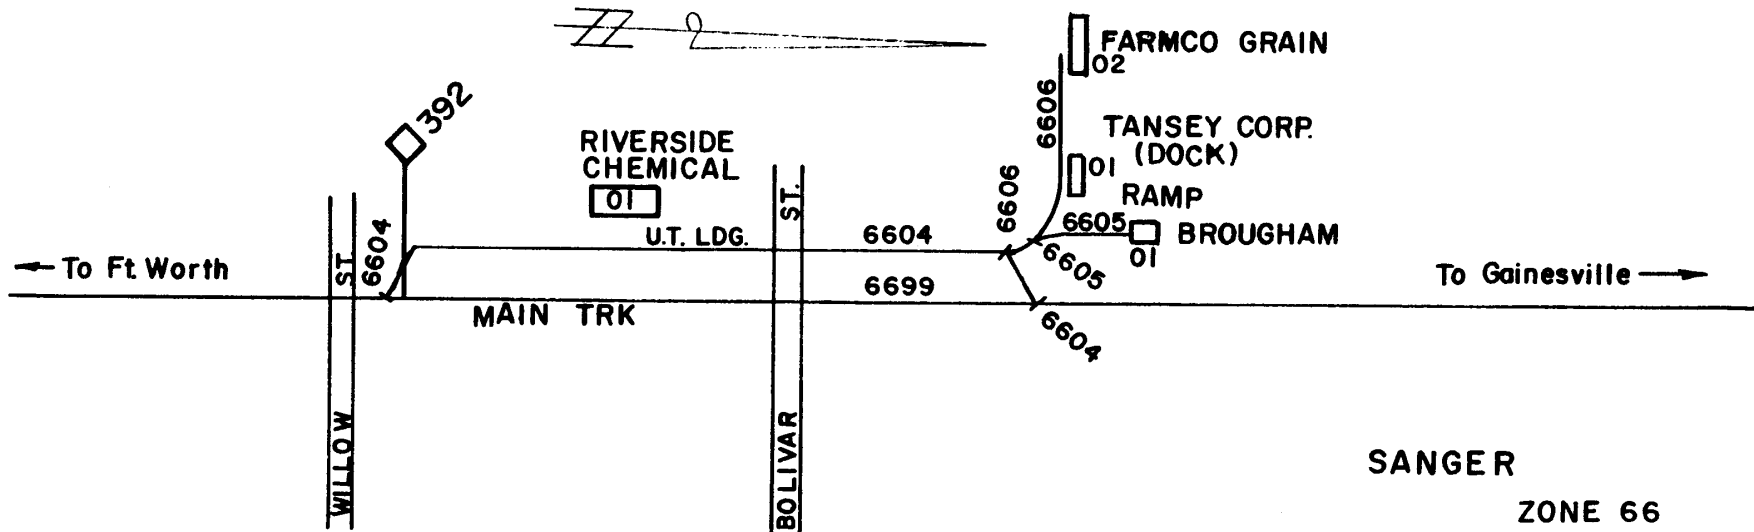 FARMCO GRAIN
02
6606
392
TANSEY CORP.
(DOCK)
01
RIVERSIDE
CHEMICAL
01
RAMP
6606
6605
BROUGHAM
01
6604
U.T. LDG.
6604
6605
← To Ft. Worth
6699
To Gainesville →
MAIN TRK
6604
WILLOW ST.
BOLIVAR ST.
SANGER
ZONE 66